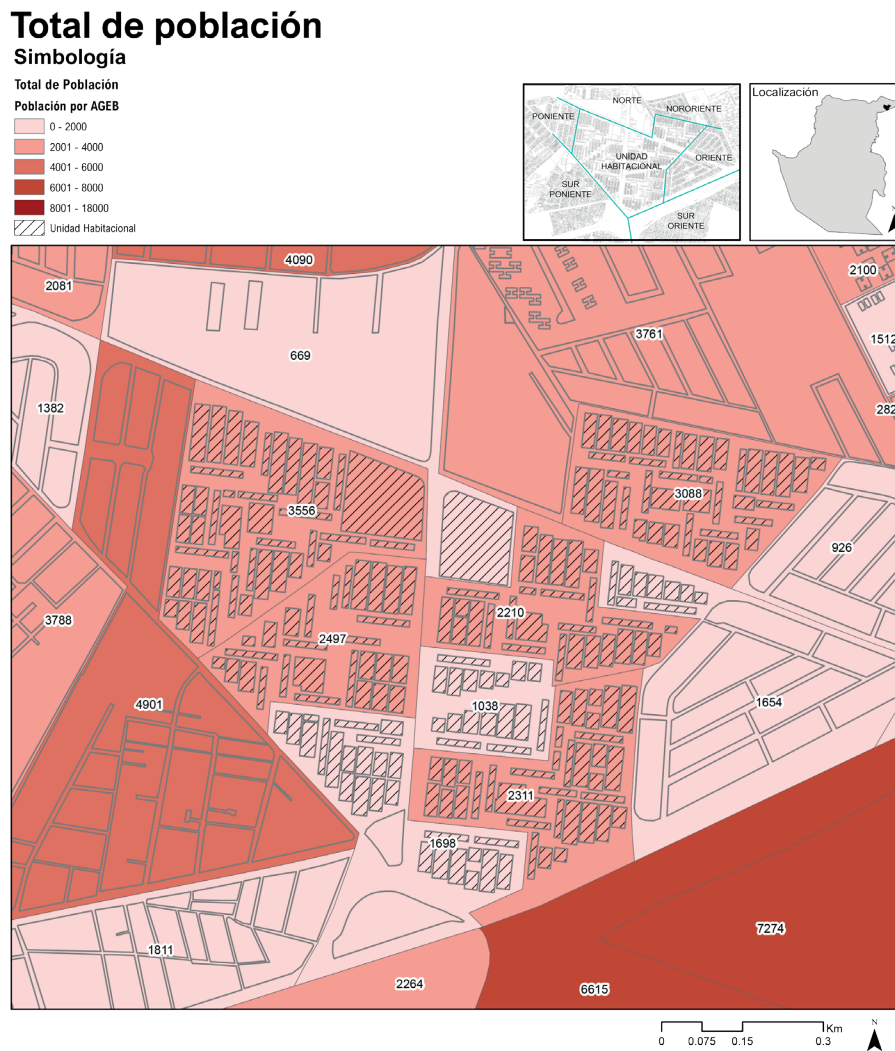 Total de población
Simbología
Total de Población
Población por AGEB
0 - 2000
2001 - 4000
4001 - 6000
6001 - 8000
8001 - 18000
Unidad Habitacional
NORTE
NORORIENTE
PONIENTE
UNIDAD
HABITACIONAL
ORIENTE
SUR
PONIENTE
SUR
ORIENTE
Localización
4090
2081
2100
3761
1512
669
1382
282
3088
3556
926
2210
3788
2497
1654
4901
1038
2311
1698
7274
1811
2264
6615
Km
0 0.075 0.15 0.3
N